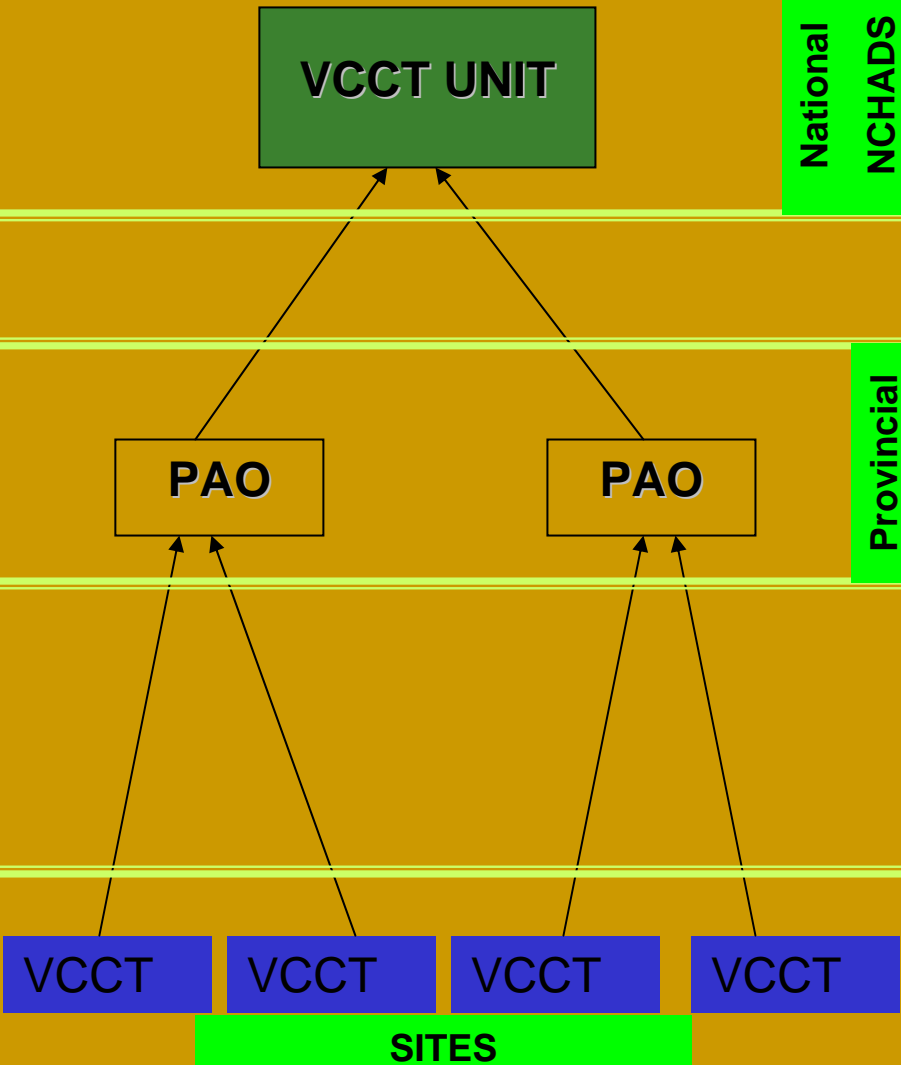 VCCT UNIT
National
NCHADS
PAO
PAO
Provincial
VCCT
VCCT
VCCT
VCCT
SITES